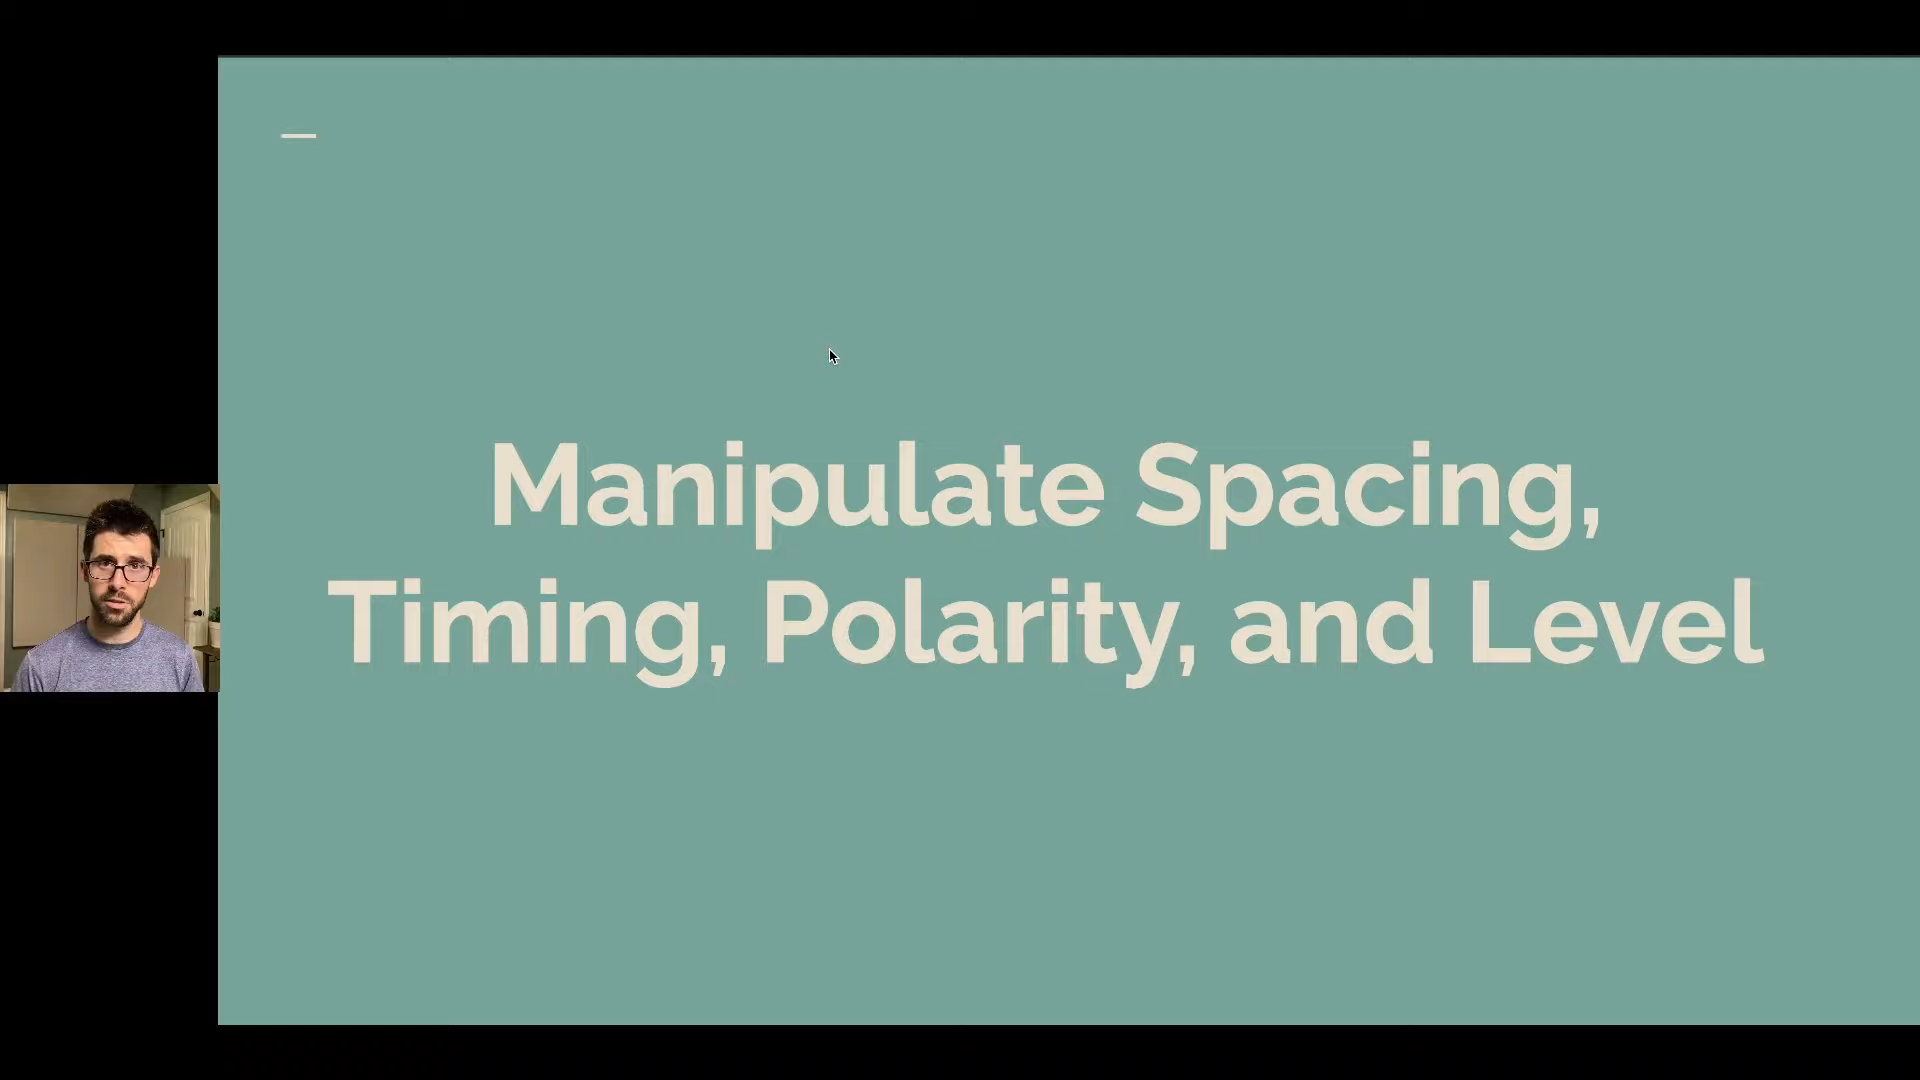 Manipulate Spacing,
Timing, Polarity, and Level